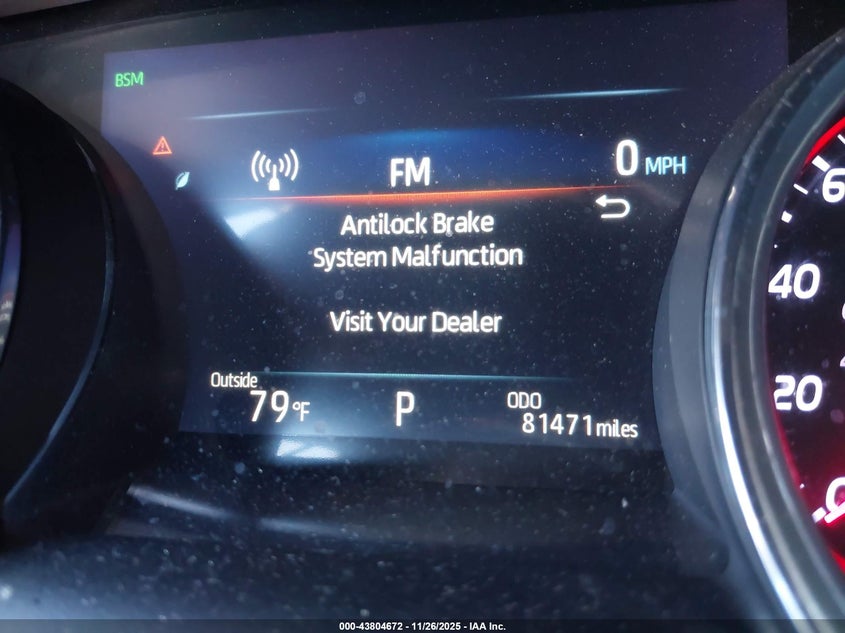 BSM
FM
0 MPH
Antilock Brake
System Malfunction
Visit Your Dealer
Outside
79°F
P
ODO
81471 miles
40
20
0
000-43804672 - 11/26/2025 - IAA Inc.